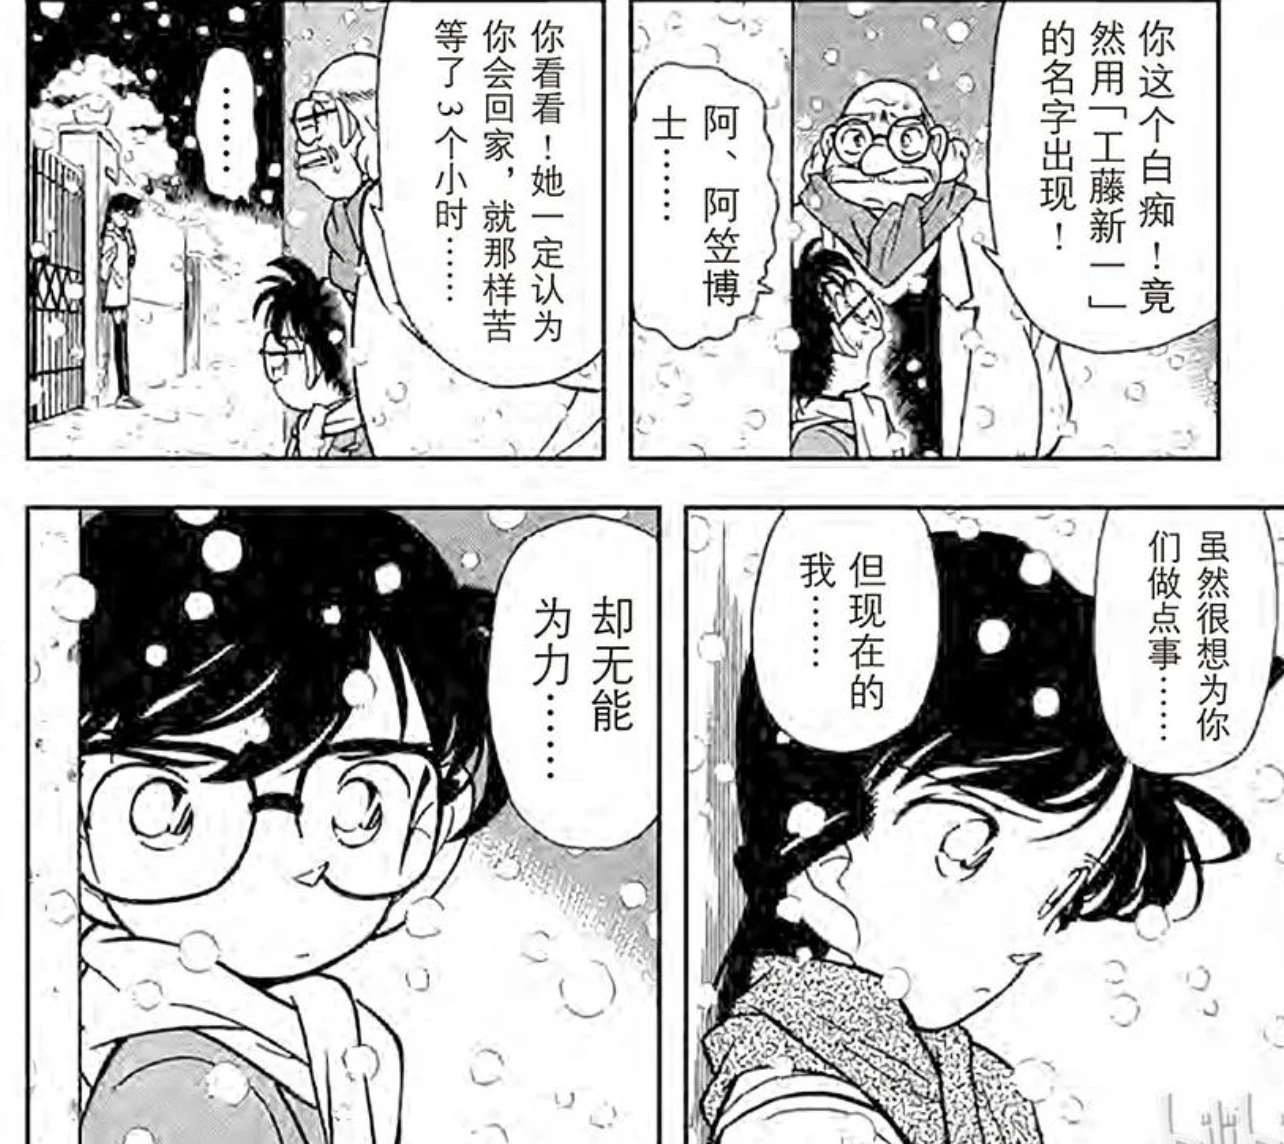 你这个白痴！竟
然用「工藤新一」
的名字出现！
阿、阿笠博
士……
你看看！她一定认为
你会回家，就那样苦
等了3个小时……
……
虽然很想为你
们做点事……
但现在的
我……
却无能
为力……